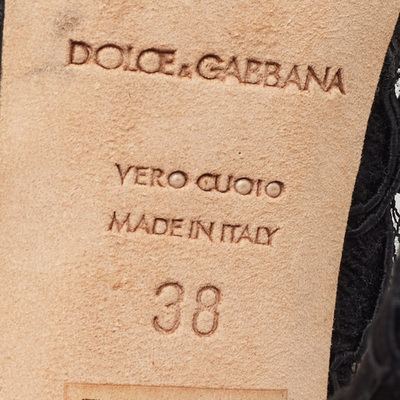 DOLCE & GABBANA
VERO CUOIO
MADE IN ITALY
38